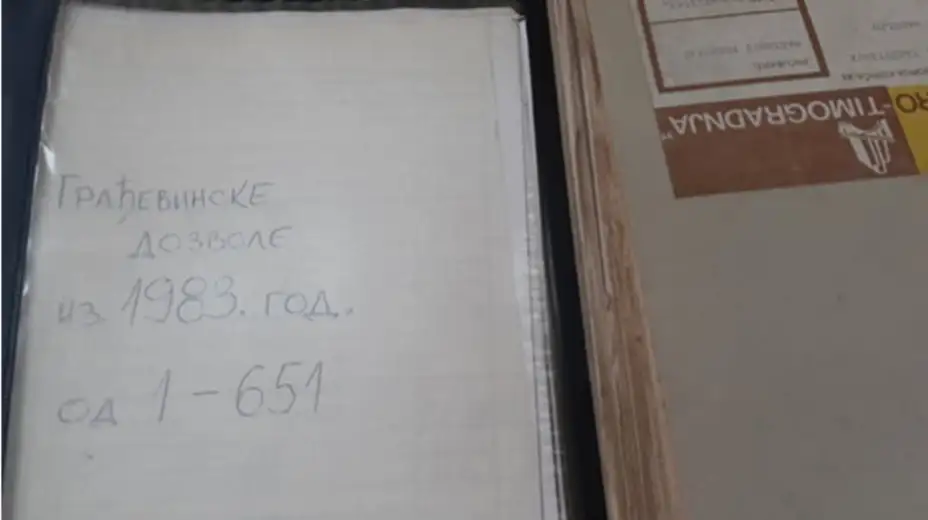 Грађевинске
дозволе
из 1983. год.
од 1-651
RO-TIMOGRADNJA"